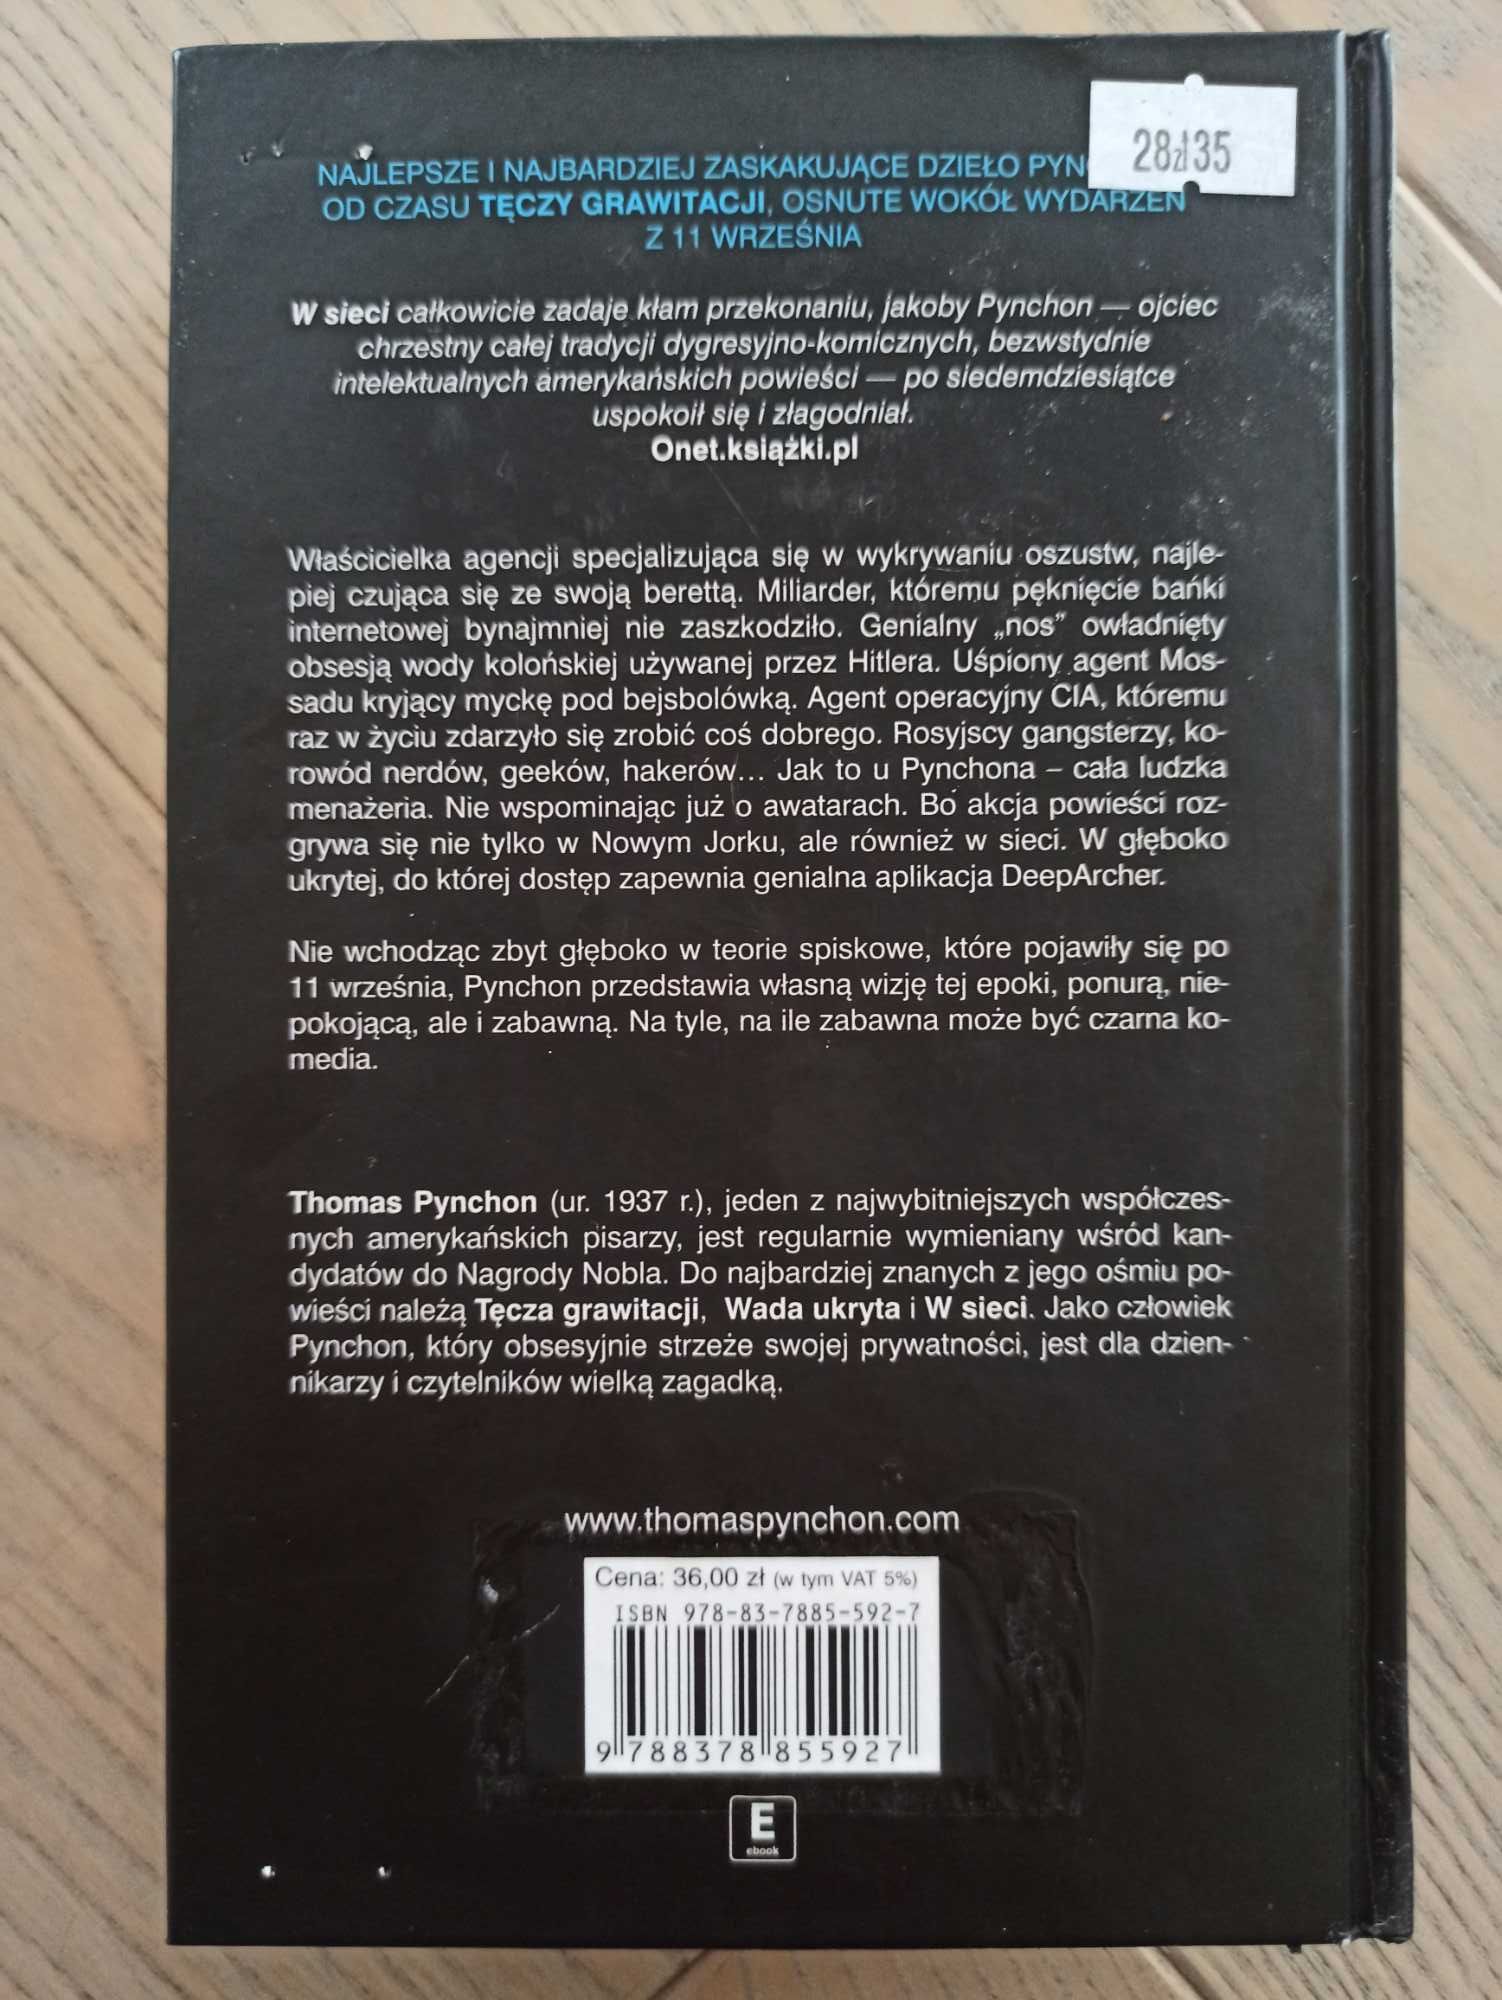 28zł35
NAJLEPSZE I NAJBARDZIEJ ZASKAKUJĄCE DZIEŁO PYN
OD CZASU TĘCZY GRAWITACJI, OSNUTE WOKÓŁ WYDARZEŃ
Z 11 WRZEŚNIA
W sieci całkowicie zadaje kłam przekonaniu, jakoby Pynchon — ojciec
chrzestny całej tradycji dygresyjno-komicznych, bezwstydnie
intelektualnych amerykańskich powieści — po siedemdziesiątce
uspokoił się i złagodniał.
Onet.książki.pl
Właścicielka agencji specjalizująca się w wykrywaniu oszustw, najle-
piej czująca się ze swoją berettą. Miliarder, któremu pęknięcie bańki
internetowej bynajmniej nie zaszkodziło. Genialny „nos” owładnięty
obsesją wody kolońskiej używanej przez Hitlera. Uśpiony agent Mos-
sadu kryjący myckę pod bejsbolówką. Agent operacyjny CIA, któremu
raz w życiu zdarzyło się zrobić coś dobrego. Rosyjscy gangsterzy, ko-
rowód nerdów, geeków, hakerów... Jak to u Pynchona – cała ludzka
menażeria. Nie wspominając już o awatarach. Bo akcja powieści roz-
grywa się nie tylko w Nowym Jorku, ale również w sieci. W głęboko
ukrytej, do której dostęp zapewnia genialna aplikacja DeepArcher.
Nie wchodząc zbyt głęboko w teorie spiskowe, które pojawiły się po
11 września, Pynchon przedstawia własną wizję tej epoki, ponurą, nie-
pokojącą, ale i zabawną. Na tyle, na ile zabawna może być czarna ko-
media.
Thomas Pynchon (ur. 1937 r.), jeden z najwybitniejszych współczes-
nych amerykańskich pisarzy, jest regularnie wymieniany wśród kan-
dydatów do Nagrody Nobla. Do najbardziej znanych z jego ośmiu po-
wieści należą Tęcza grawitacji, Wada ukryta i W sieci. Jako człowiek
Pynchon, który obsesyjnie strzeże swojej prywatności, jest dla dzien-
nikarzy i czytelników wielką zagadką.
www.thomaspynchon.com
Cena: 36,00 zł (w tym VAT 5%)
ISBN 978-83-7885-592-7
9 788378 855927
E
ebook